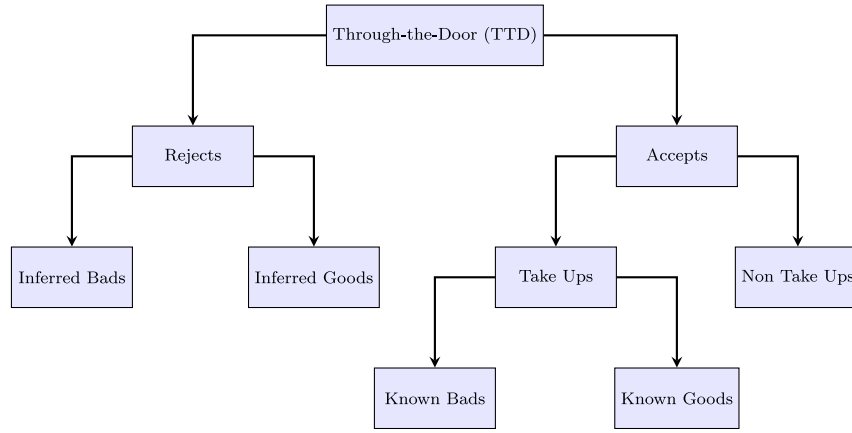 Through-the-Door (TTD)
Rejects
Accepts
Inferred Bads
Inferred Goods
Take Ups
Non Take Ups
Known Bads
Known Goods